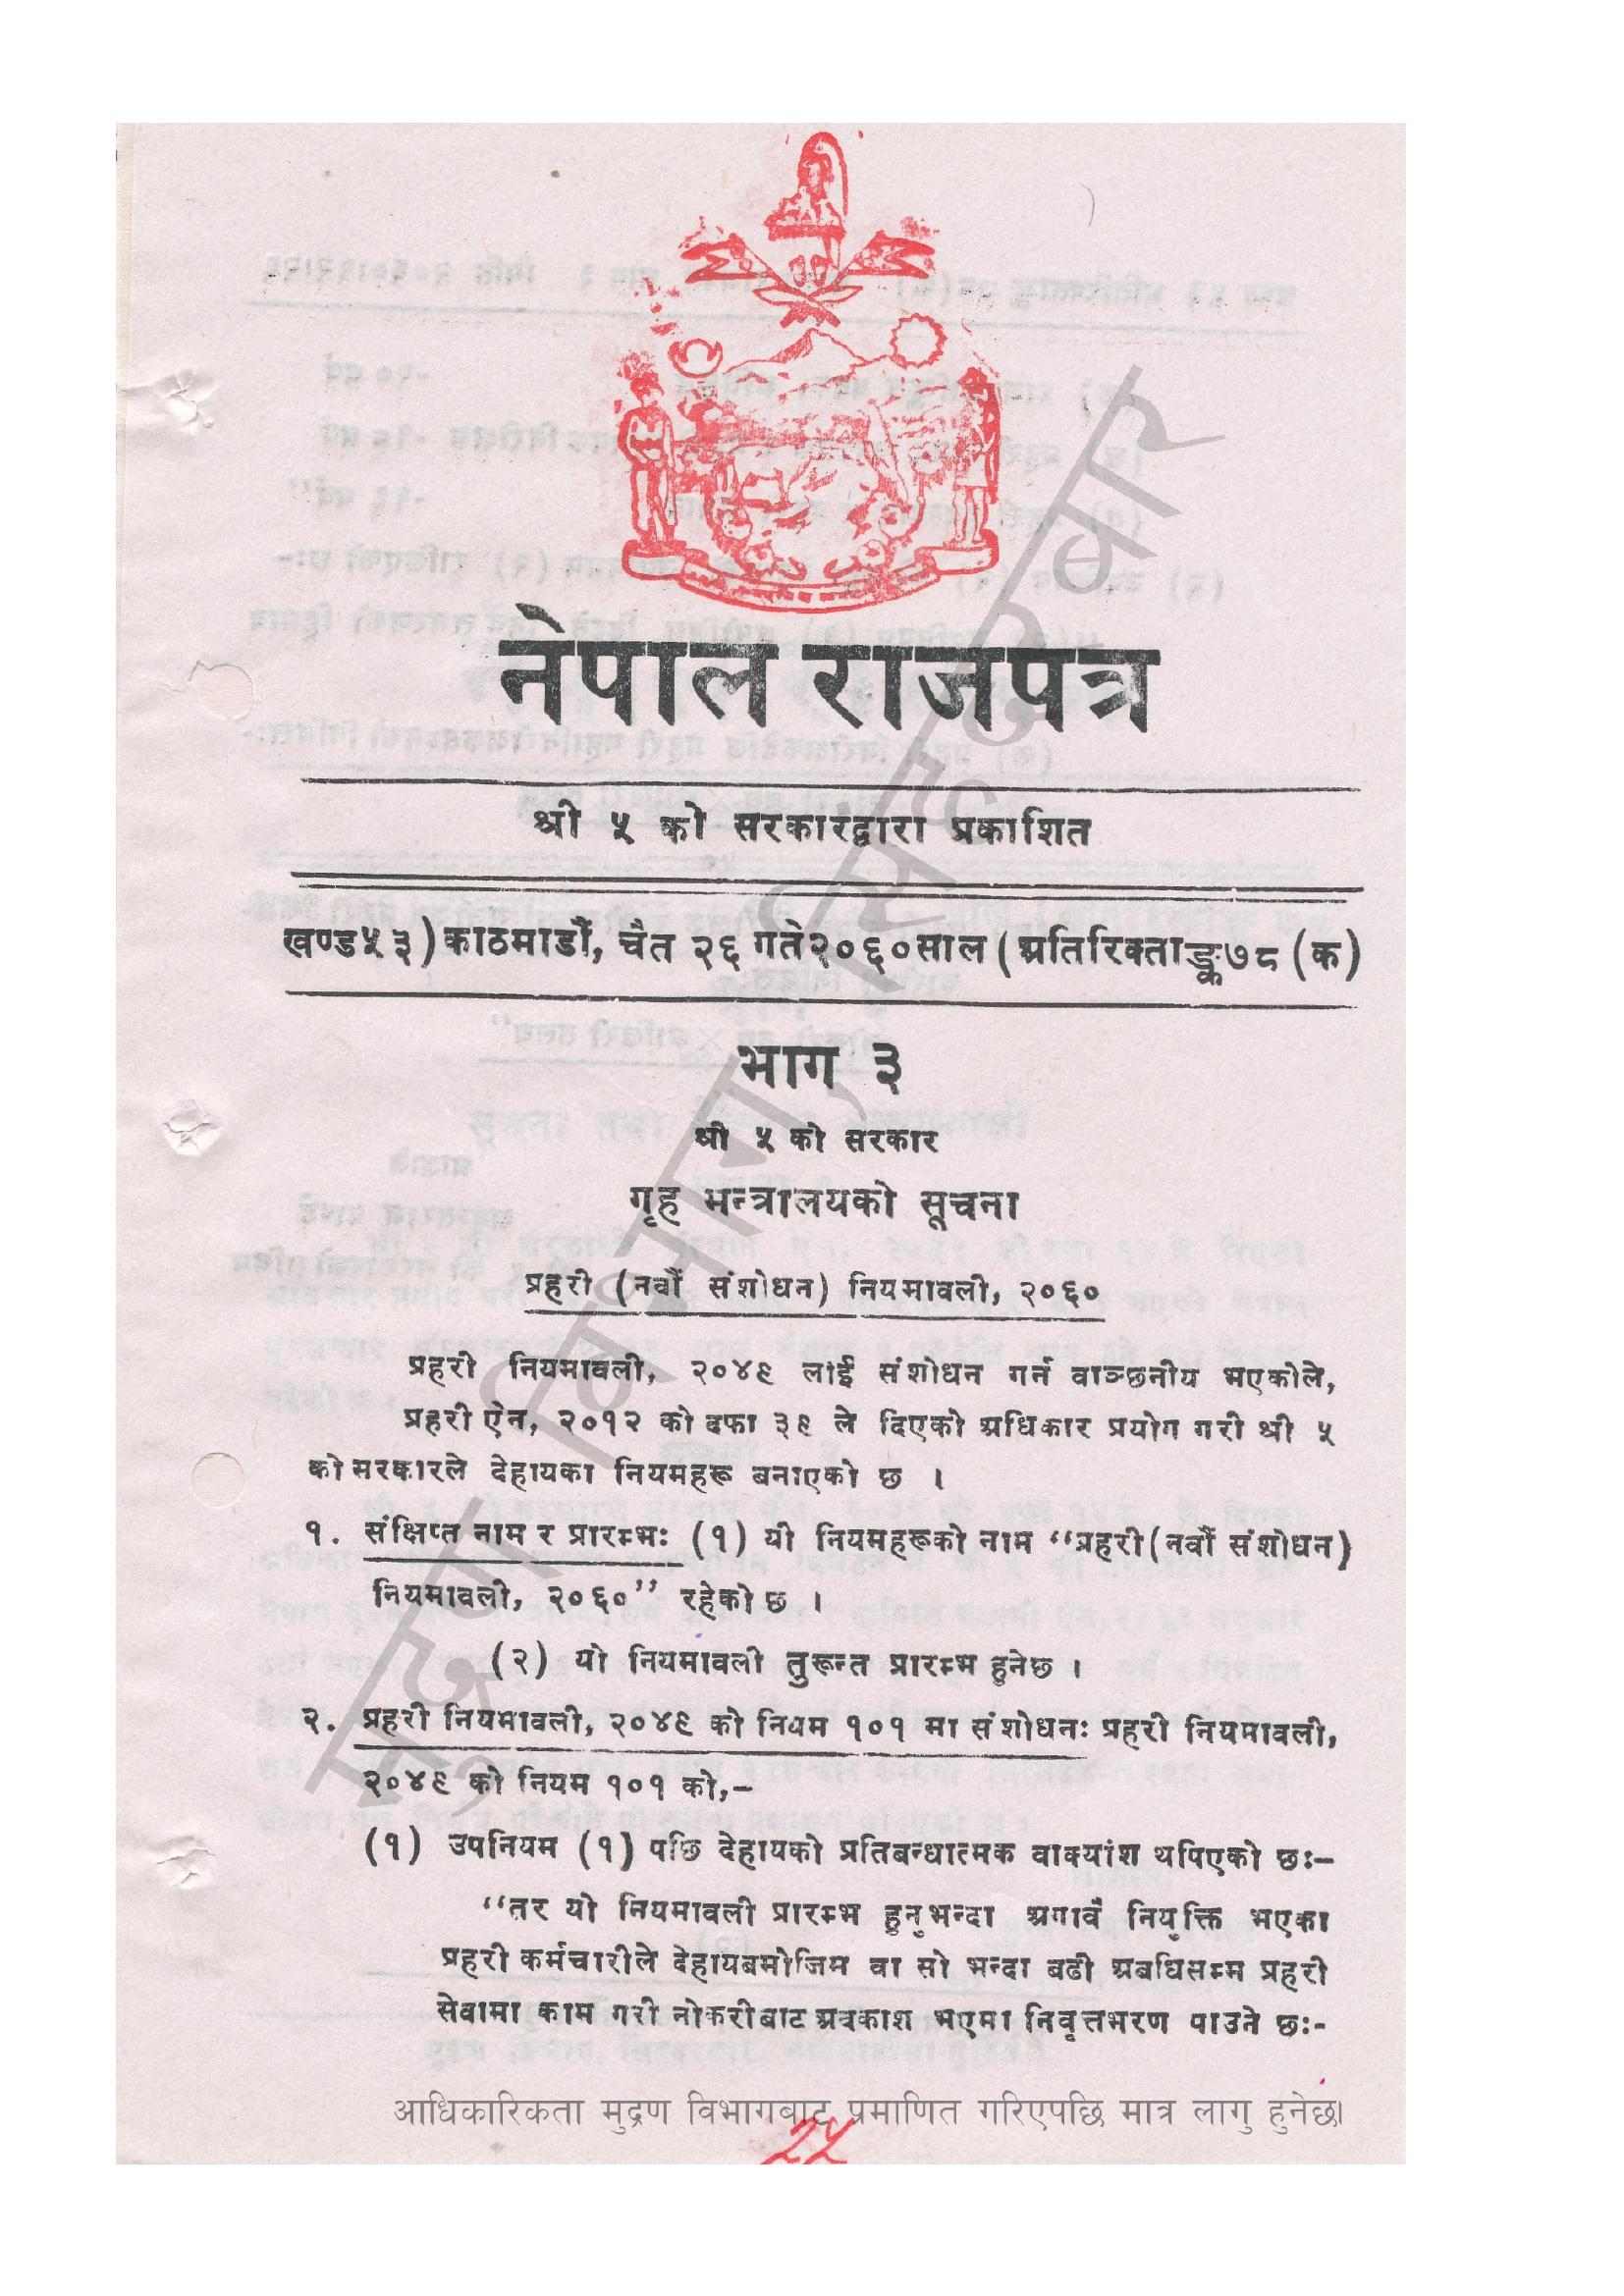 नेपाल राजपत्र
श्री ५ को सरकारद्वारा प्रकाशित
खण्ड५३) काठमाडौं, चैत २६ गते२०६०साल (अतिरिक्ताङ्क७८ (क)
भाग ३
श्री ५ को सरकार
गृह मन्त्रालयको सूचना
प्रहरी (नवौं संशोधन) नियमावली, २०६०
प्रहरी नियमावली, २०४९ लाई संशोधन गर्न वाञ्छनीय भएकोले,
प्रहरी ऐन, २०१२ को दफा ३९ ले दिएको अधिकार प्रयोग गरी श्री ५
को सरकारले देहायका नियमहरू बनाएको छ ।
१. संक्षिप्त नाम र प्रारम्भः (१) यी नियमहरूको नाम “प्रहरी(नवौं संशोधन)
नियमावली, २०६०” रहेको छ ।
(२) यो नियमावली तुरून्त प्रारम्भ हुनेछ ।
२. प्रहरी नियमावली, २०४९ को नियम १०१ मा संशोधनः प्रहरी नियमावली,
२०४९ को नियम १०१ को,–
(१) उपनियम (१) पछि देहायको प्रतिबन्धात्मक वाक्यांश थपिएको छः–
“तर यो नियमावली प्रारम्भ हुनुभन्दा अगावै नियुक्ति भएका
प्रहरी कर्मचारीले देहायबमोजिम वा सो भन्दा बढी अबधिसम्म प्रहरी
सेवामा काम गरी नोकरीबाट अवकाश भएमा निवृत्तभरण पाउने छः-
आधिकारिकता मुद्रण विभागबाट प्रमाणित गरिएपछि मात्र लागु हुनेछ।
२५
मुद्रण विभाग, सिंहदरवार